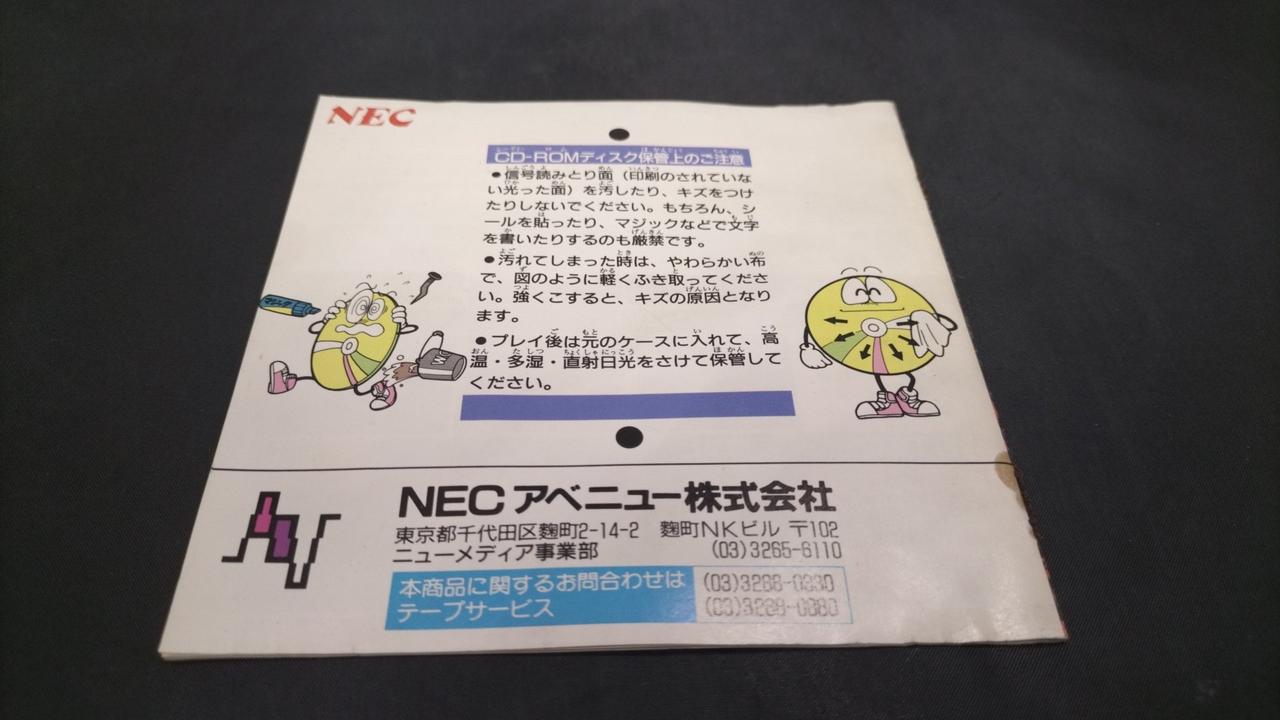 NEC
CD-ROMディスク保管上のご注意
●信号読みとり面（印刷のされていな
い光った面）を汚したり、キズをつけ
たりしないでください。もちろん、シ
ールを貼ったり、マジックなどで文字
を書いたりするのも厳禁です。
●汚れてしまった時は、やわらかい布
で、図のように軽くふき取ってくださ
い。強くこすると、キズの原因となり
ます。
●プレイ後は元のケースに入れて、高
温・多湿・直射日光をさけて保管して
ください。
マジック
NECアベニュー株式会社
東京都千代田区麹町2-14-2 麹町NKビル 〒102
ニューメディア事業部 (03)3265-6110
本商品に関するお問合わせは
テープサービス